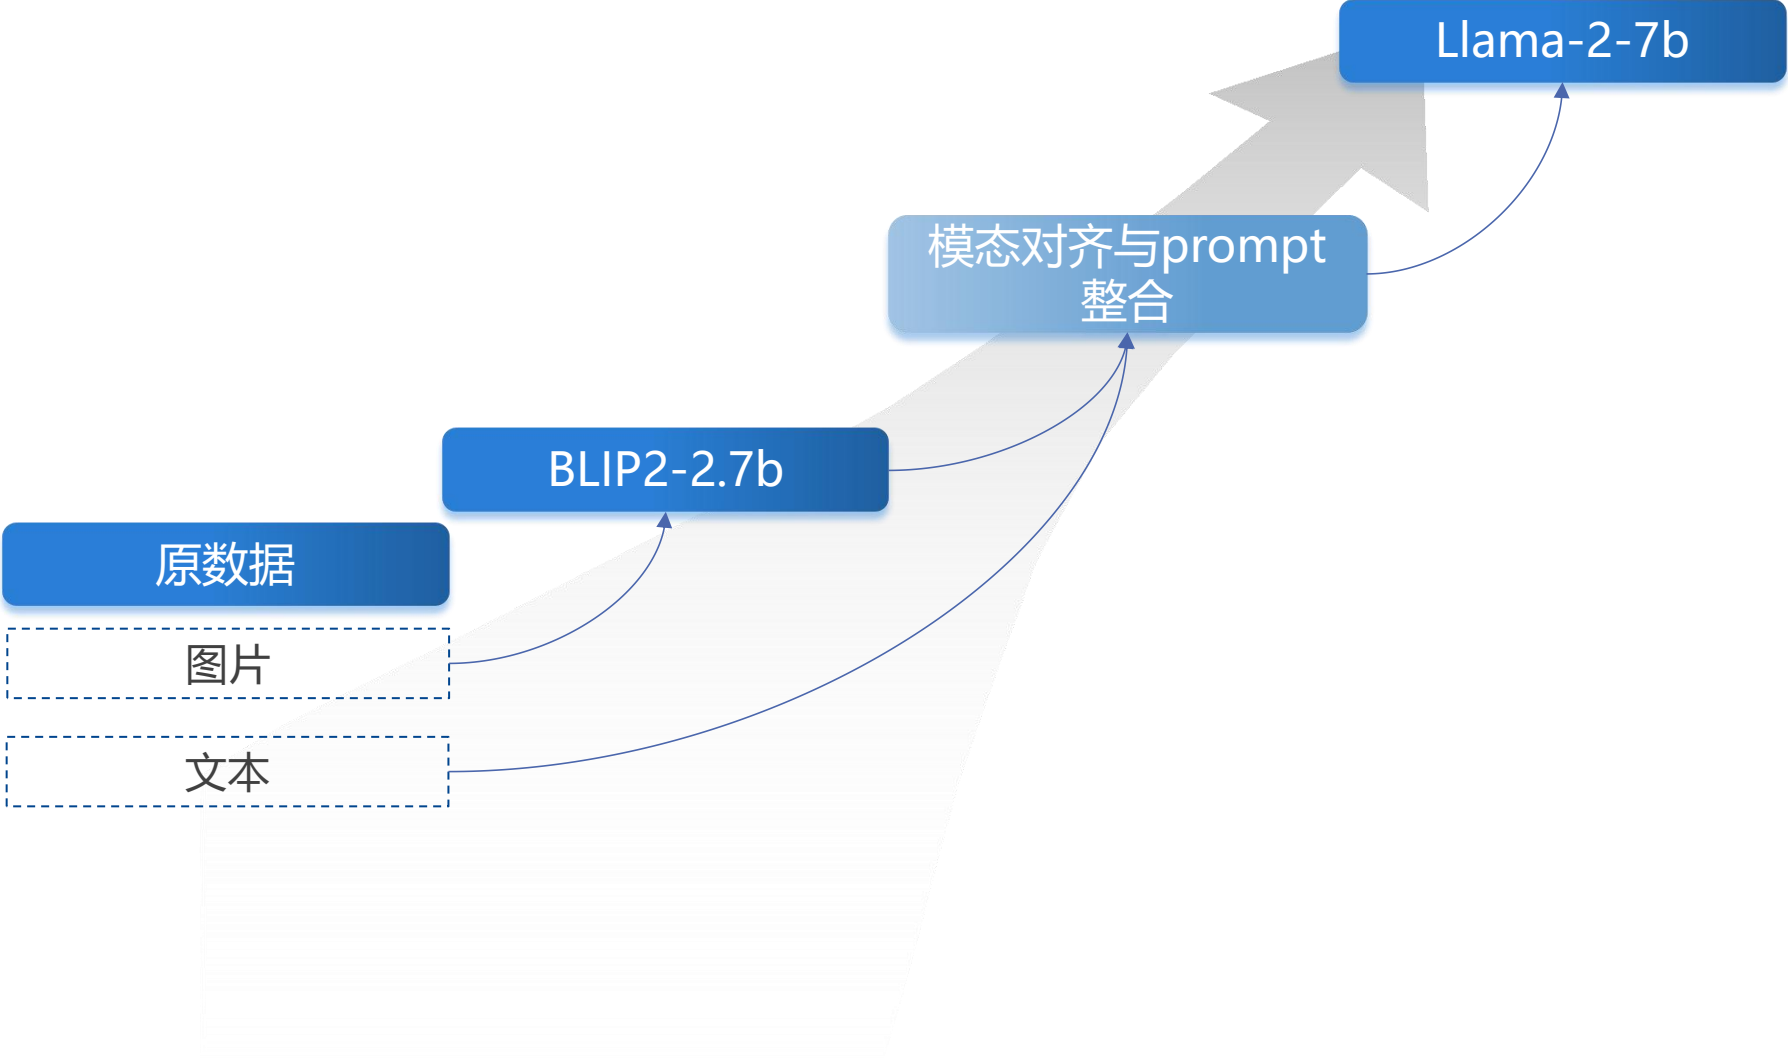 Llama-2-7b
模态对齐与prompt
整合
BLIP2-2.7b
原数据
图片
文本